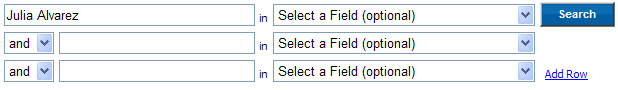 Julia Alvarez in Select a Field (optional) Search
and in Select a Field (optional)
and in Select a Field (optional) Add Row